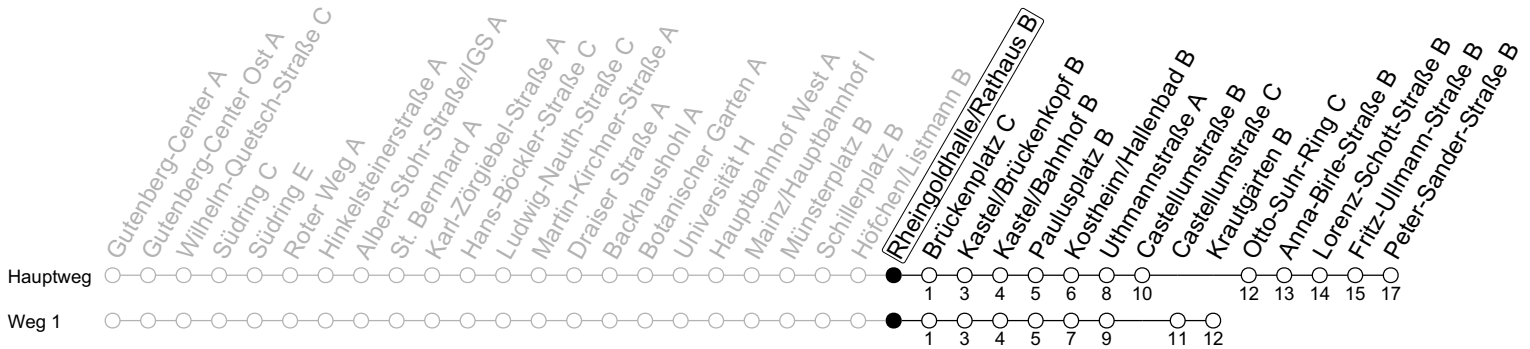 Gutenberg-Center A
Gutenberg-Center Ost A
Wilhelm-Quetsch-Straße C
Südring C
Südring E
Roter Weg A
Hinkelsteinerstraße A
Albert-Stohr-Straße/IGS A
St. Bernhard A
Karl-Zörgiebel-Straße A
Hans-Böckler-Straße C
Ludwig-Nauth-Straße C
Martin-Kirchner-Straße A
Draiser Straße A
Backhaushohl A
Botanischer Garten A
Universität H
Hauptbahnhof West A
Mainz/Hauptbahnhof I
Münsterplatz B
Schillerplatz B
Höfchen/Listmann B
Rheingoldhalle/Rathaus B
Brückenplatz C
Kastel/Brückenkopf B
Kastel/Bahnhof B
Paulusplatz B
Kostheim/Hallenbad B
Uthmannstraße A
Castellumstraße B
Castellumstraße C
Krautgärten B
Otto-Suhr-Ring C
Anna-Birle-Straße B
Lorenz-Schott-Straße B
Fritz-Ullmann-Straße B
Peter-Sander-Straße B
Hauptweg
1 3 4 5 6 8 10 12 13 14 15 17
Weg 1
1 3 4 5 7 9 11 12